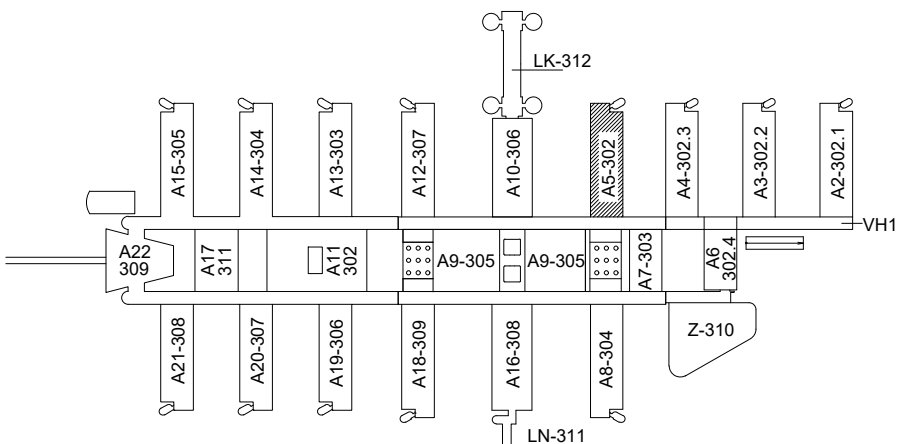 LK-312
A15-305
A14-304
A13-303
A12-307
A10-306
A5-302
A4-302.3
A3-302.2
A2-302.1
VH1
A22
309
A17
311
A11
302
A9-305
A9-305
A7-303
A6
302.4
A21-308
A20-307
A19-306
A18-309
A16-308
A8-304
Z-310
LN-311